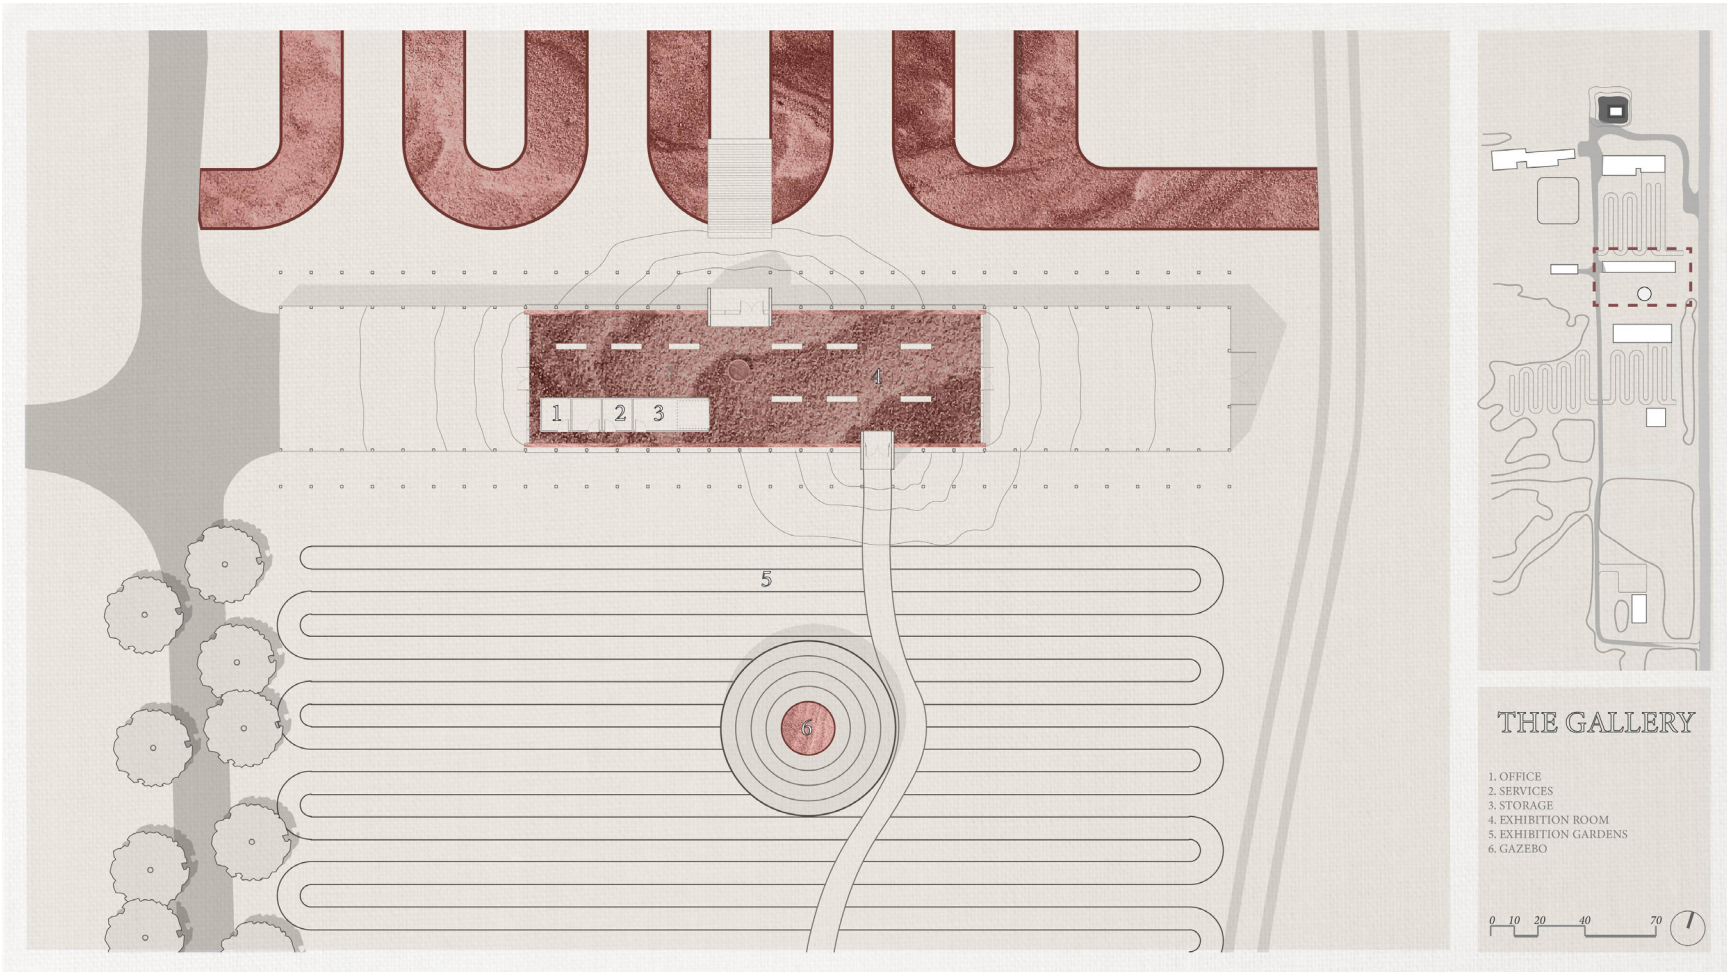 4
1 2 3
5
6
THE GALLERY
1. OFFICE
2. SERVICES
3. STORAGE
4. EXHIBITION ROOM
5. EXHIBITION GARDENS
6. GAZEBO
0 10 20 40 70